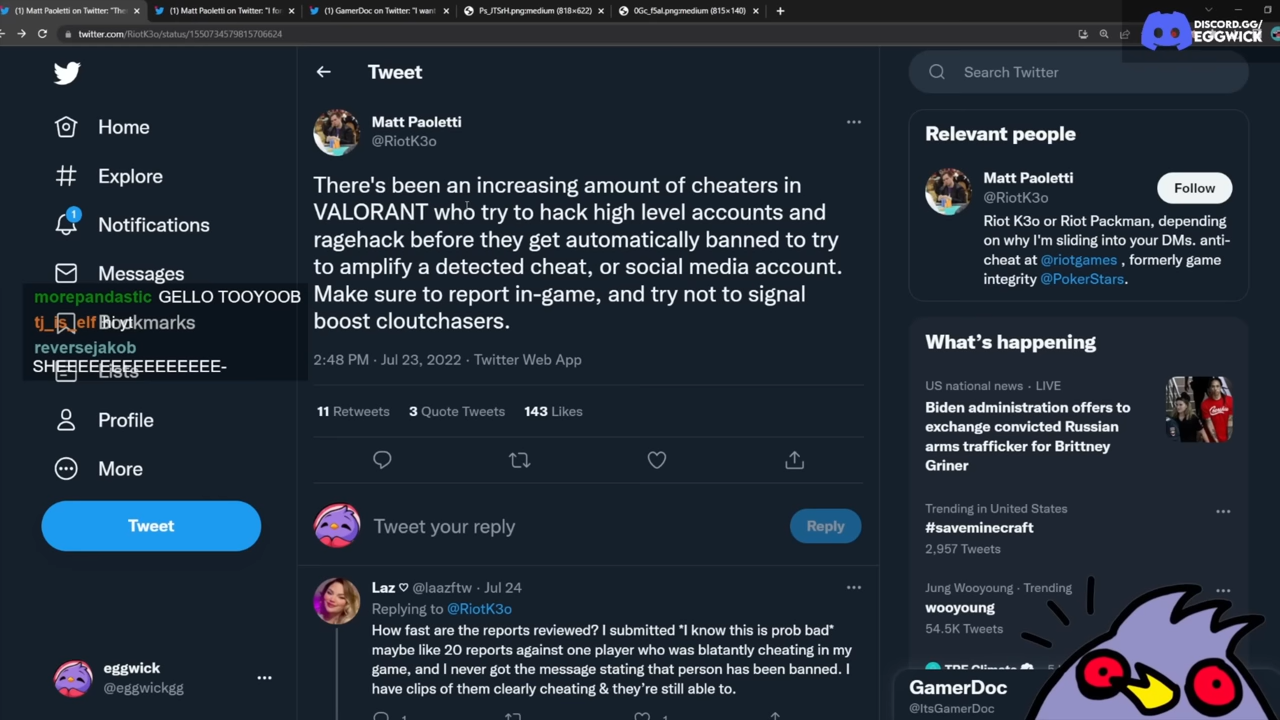 (1) Matt Paoletti on Twitter: "The
(1) Matt Paoletti on Twitter: "I fo
(1) GamerDoc on Twitter: "I want
Ps_ITSrH.png:medium (818×622)
0Gc_f5al.png:medium (815×140)
twitter.com/RiotK3o/status/1550734579815706624
DISCORD.GG/
EGGWICK
Tweet
Search Twitter
Home
Explore
1
Notifications
Messages
Bookmarks
Lists
Profile
More
Tweet
eggwick
@eggwickgg
morepandastic GELLO TOOYOOB
tj_is_elf hi yt
reversejakob
SHEEEEEEEEEEEEEEE-
Matt Paoletti
@RiotK3o
There's been an increasing amount of cheaters in
VALORANT who try to hack high level accounts and
ragehack before they get automatically banned to try
to amplify a detected cheat, or social media account.
Make sure to report in-game, and try not to signal
boost cloutchasers.
2:48 PM · Jul 23, 2022 · Twitter Web App
11 Retweets 3 Quote Tweets 143 Likes
Tweet your reply
Reply
Laz ♡ @laazftw · Jul 24
Replying to @RiotK3o
How fast are the reports reviewed? I submitted *I know this is prob bad*
maybe like 20 reports against one player who was blatantly cheating in my
game, and I never got the message stating that person has been banned. I
have clips of them clearly cheating & they're still able to.
1
1
Relevant people
Matt Paoletti
@RiotK3o
Follow
Riot K3o or Riot Packman, depending
on why I'm sliding into your DMs. anti-
cheat at @riotgames , formerly game
integrity @PokerStars.
What's happening
US national news · LIVE
Biden administration offers to
exchange convicted Russian
arms trafficker for Brittney
Griner
Trending in United States
#saveminecraft
2,957 Tweets
Jung Wooyoung · Trending
wooyoung
54.5K Tweets
GamerDoc
@ItsGamerDoc